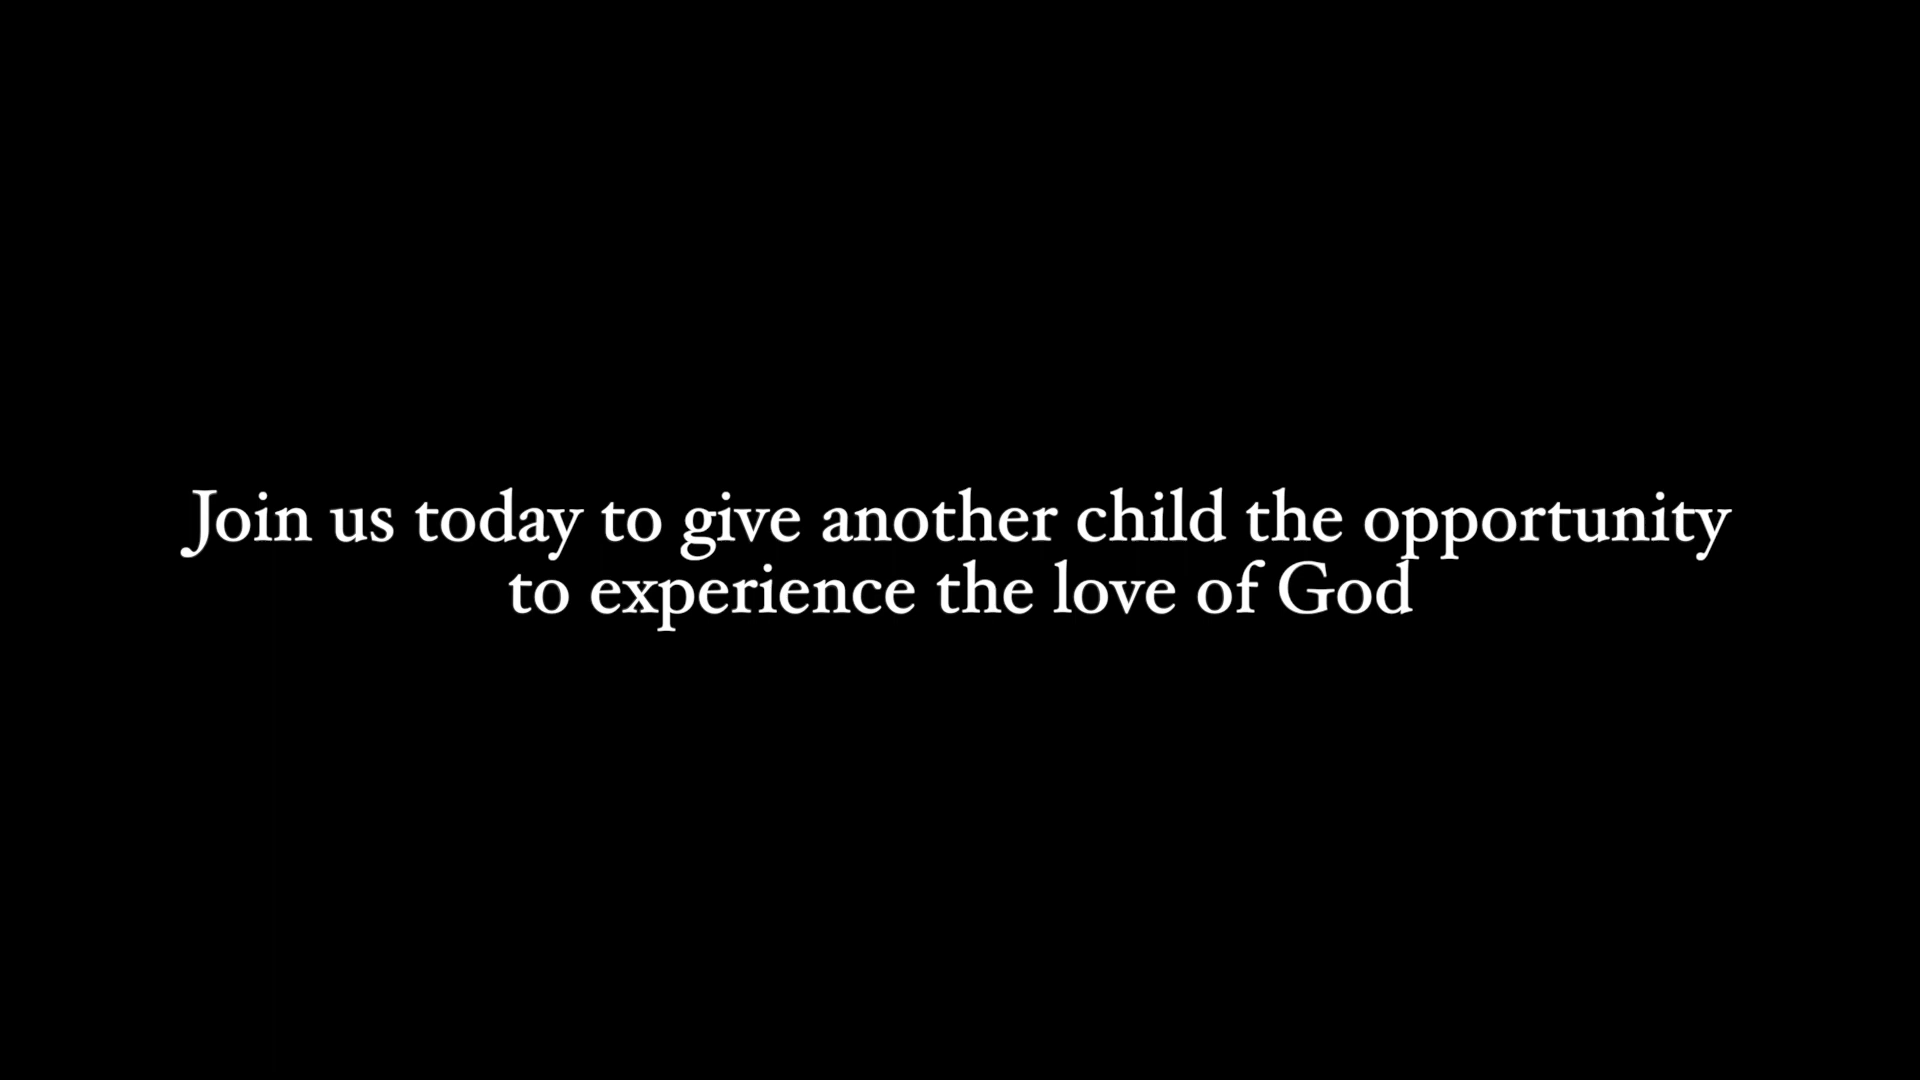 Join us today to give another child the opportunity
to experience the love of God